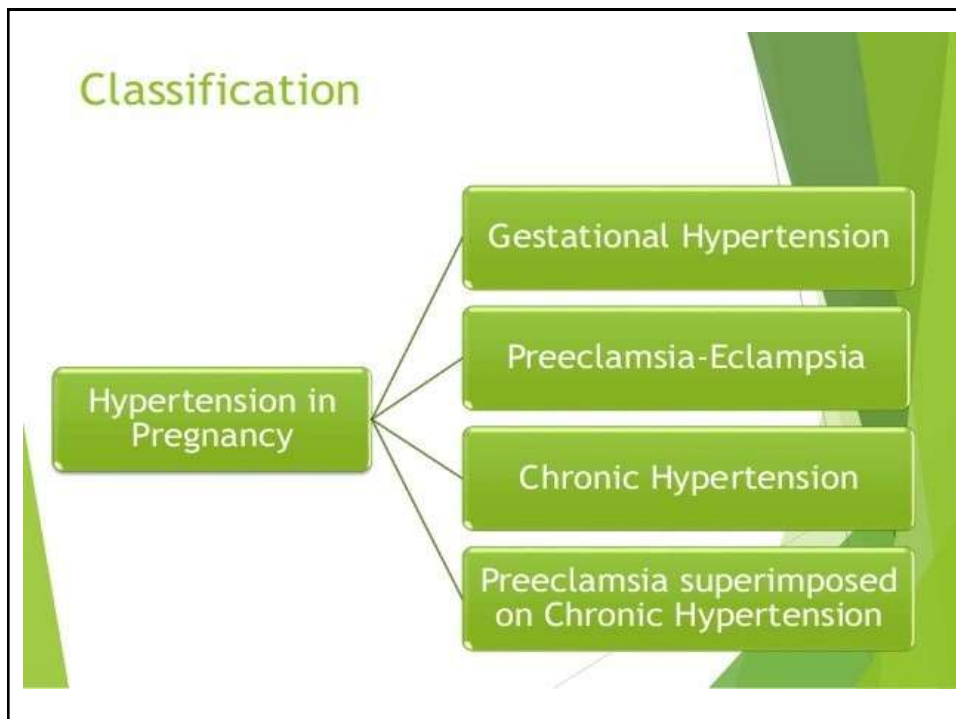 Classification
Gestational Hypertension
Preeclamsia-Eclampsia
Hypertension in
Pregnancy
Chronic Hypertension
Preeclamsia superimposed
on Chronic Hypertension